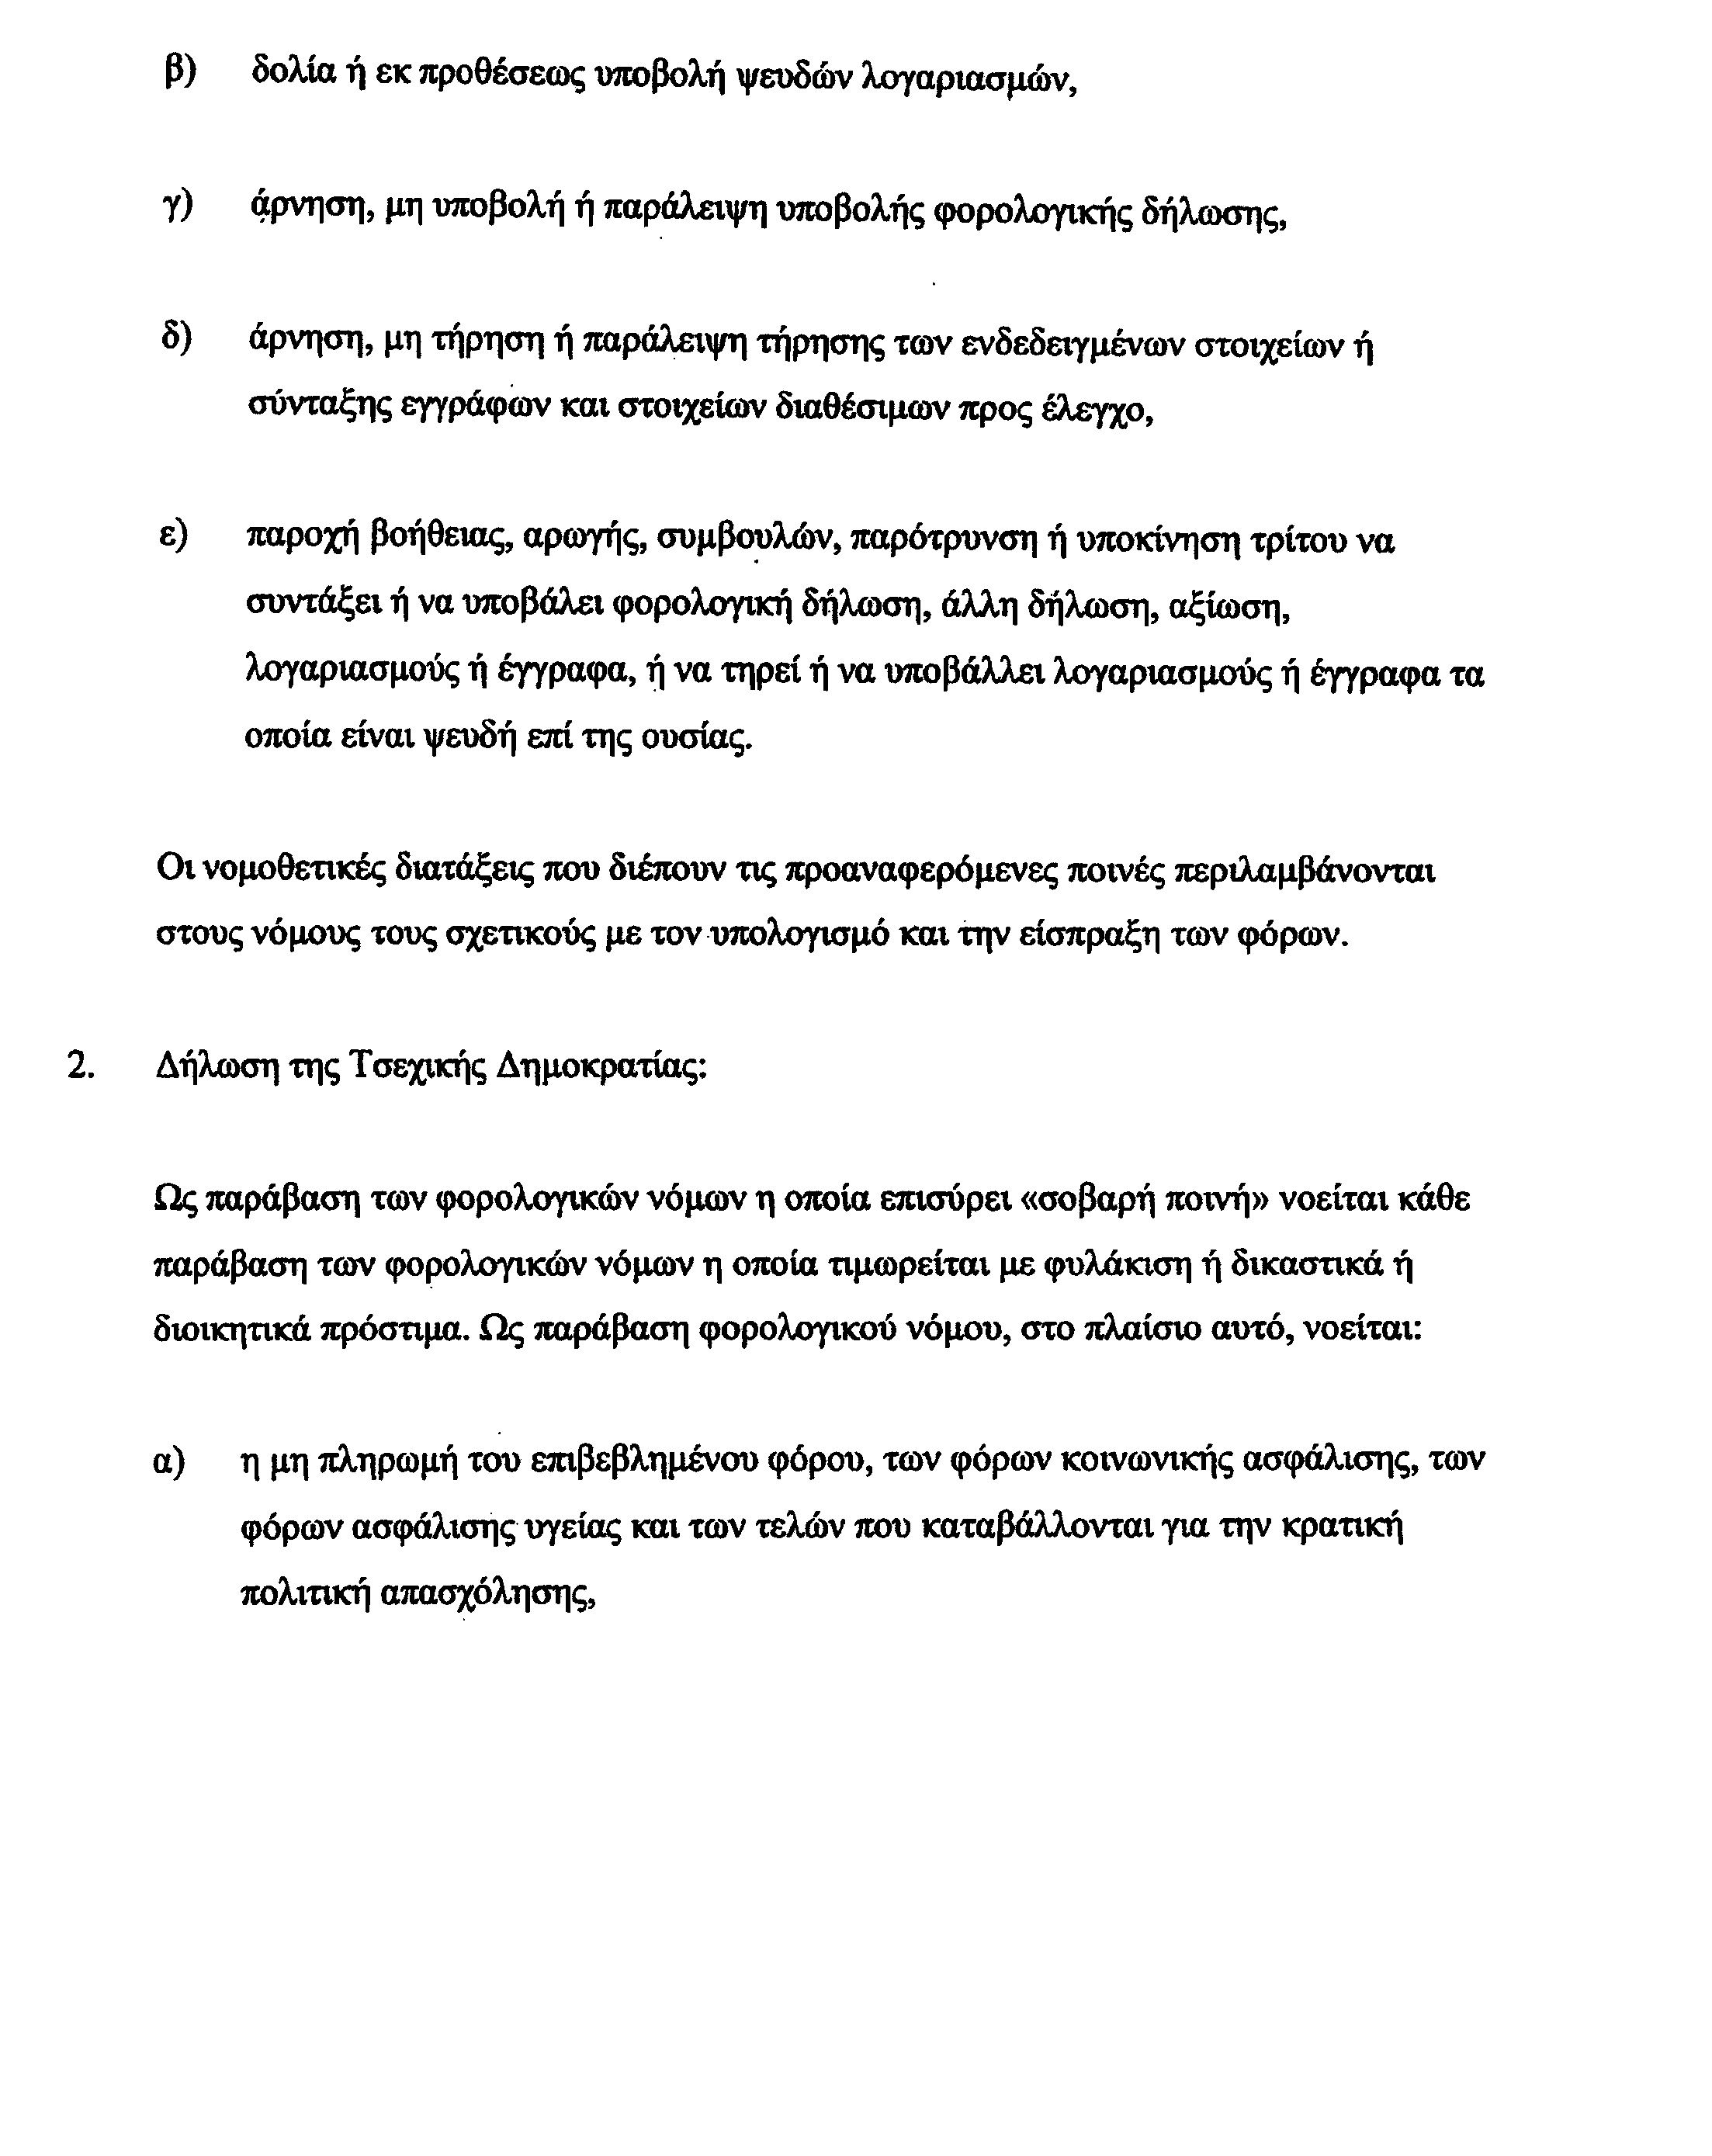 β) δολία ή εκ προθέσεως υποβολή ψευδών λογαριασμών,
γ) άρνηση, μη υποβολή ή παράλειψη υποβολής φορολογικής δήλωσης,
δ) άρνηση, μη τήρηση ή παράλειψη τήρησης των ενδεδειγμένων στοιχείων ή
σύνταξης εγγράφων και στοιχείων διαθέσιμων προς έλεγχο,
ε) παροχή βοήθειας, αρωγής, συμβουλών, παρότρυνση ή υποκίνηση τρίτου να
συντάξει ή να υποβάλει φορολογική δήλωση, άλλη δήλωση, αξίωση,
λογαριασμούς ή έγγραφα, ή να τηρεί ή να υποβάλλει λογαριασμούς ή έγγραφα τα
οποία είναι ψευδή επί της ουσίας.
Οι νομοθετικές διατάξεις που διέπουν τις προαναφερόμενες ποινές περιλαμβάνονται
στους νόμους τους σχετικούς με τον υπολογισμό και την είσπραξη των φόρων.
2. Δήλωση της Τσεχικής Δημοκρατίας:
Ως παράβαση των φορολογικών νόμων η οποία επισύρει «σοβαρή ποινή» νοείται κάθε
παράβαση των φορολογικών νόμων η οποία τιμωρείται με φυλάκιση ή δικαστικά ή
διοικητικά πρόστιμα. Ως παράβαση φορολογικού νόμου, στο πλαίσιο αυτό, νοείται:
α) η μη πληρωμή του επιβεβλημένου φόρου, των φόρων κοινωνικής ασφάλισης, των
φόρων ασφάλισης υγείας και των τελών που καταβάλλονται για την κρατική
πολιτική απασχόλησης,